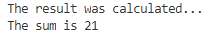 The result was calculated...
The sum is 21